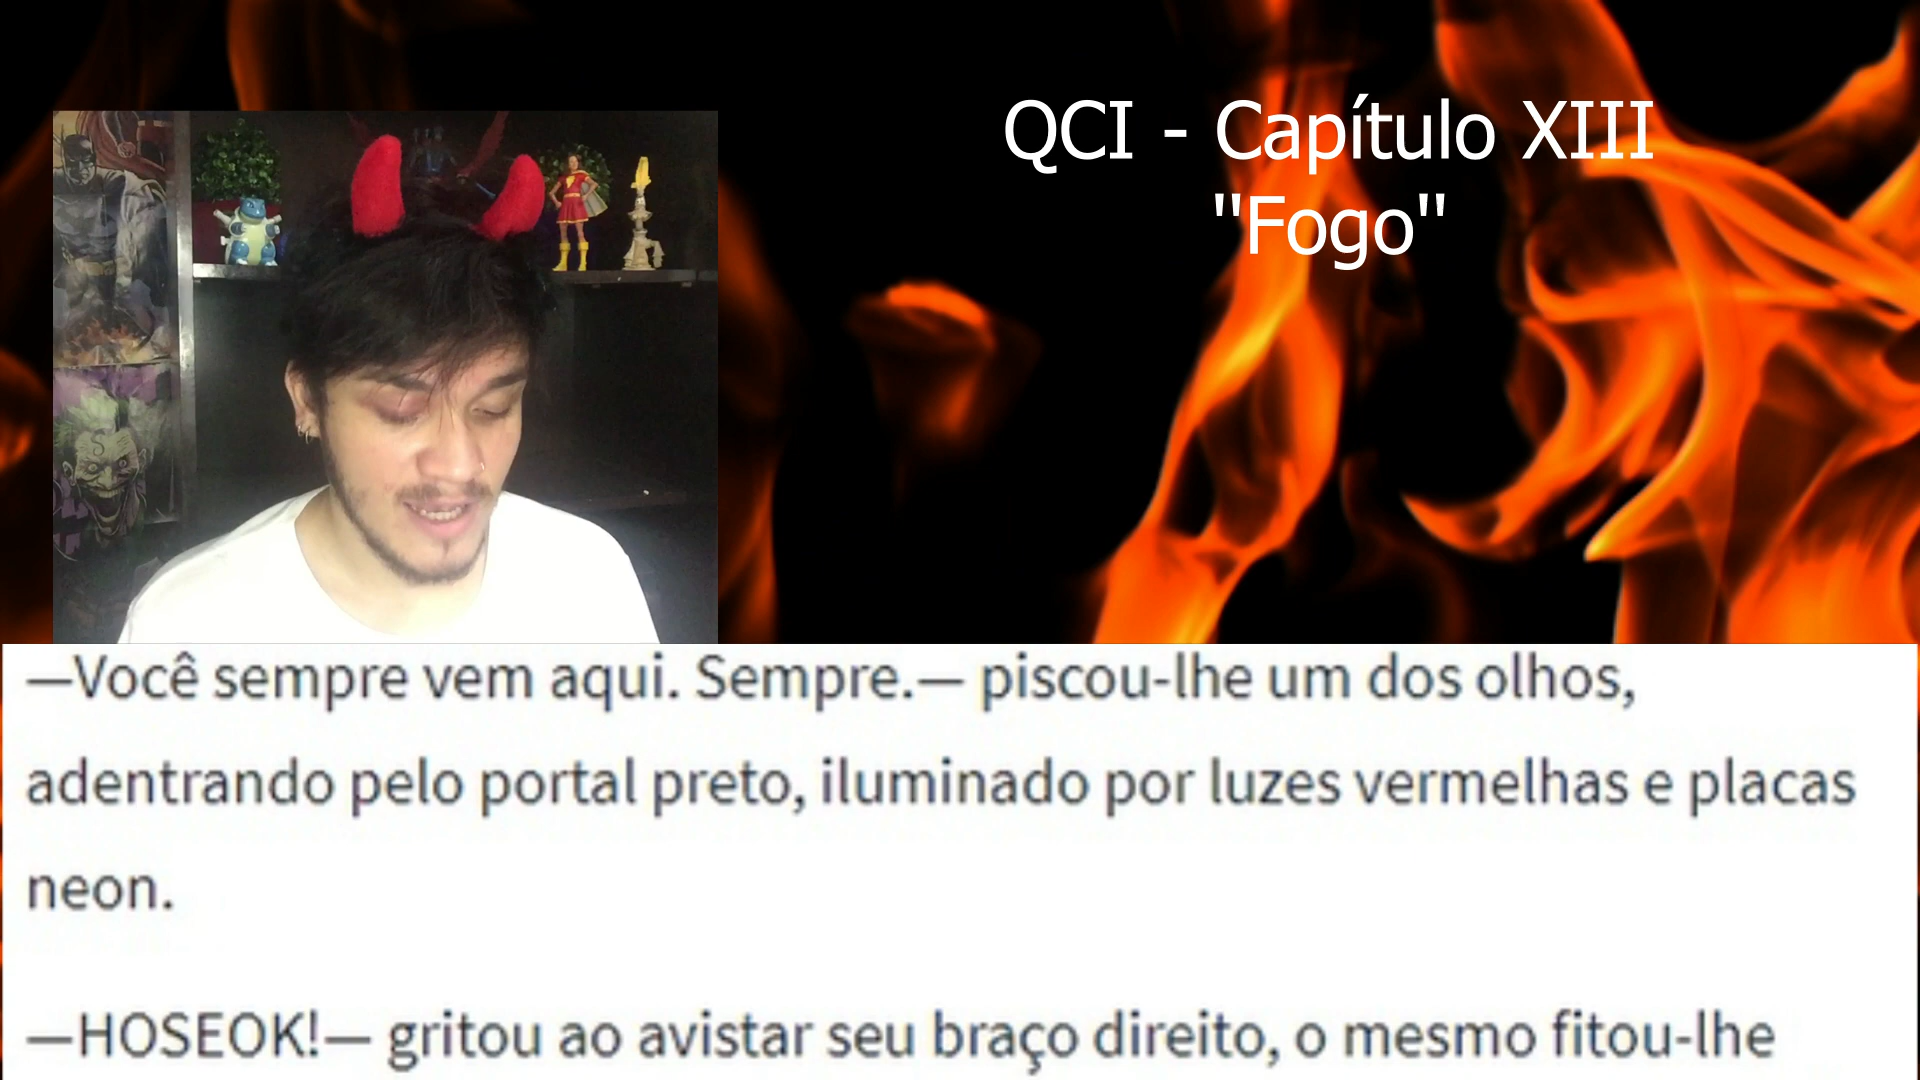 QCI - Capítulo XIII
"Fogo"
—Você sempre vem aqui. Sempre.— piscou-lhe um dos olhos,
adentrando pelo portal preto, iluminado por luzes vermelhas e placas
neon.
—HOSEOK!— gritou ao avistar seu braço direito, o mesmo fitou-lhe